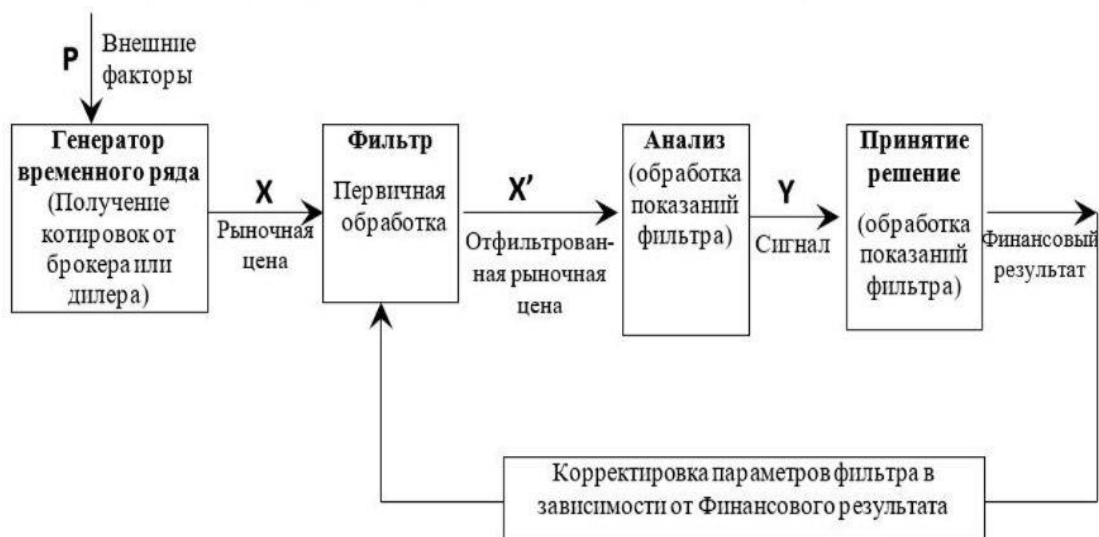 P
Внешние
факторы
Генератор
временного ряда
(Получение
котировок от
брокера или
дилера)
X
Рыночная
цена
Фильтр
Первичная
обработка
X’
Отфильтрован-
ная рыночная
цена
Анализ
(обработка
показаний
фильтра)
Y
Сигнал
Принятие
решение
(обработка
показаний
фильтра)
Финансовый
результат
Корректировка параметров фильтра в
зависимости от Финансового результата